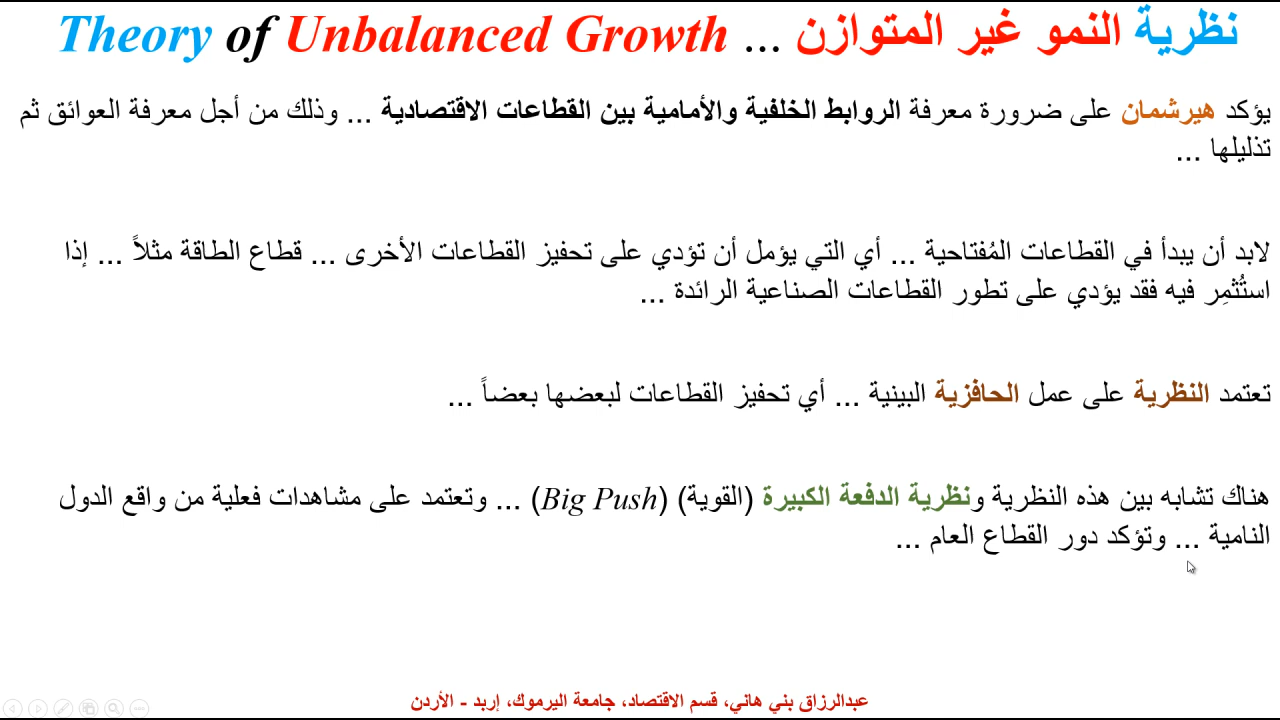 نظرية النمو غير المتوازن ... Theory of Unbalanced Growth
يؤكد هيرشمان على ضرورة معرفة الروابط الخلفية والأمامية بين القطاعات الاقتصادية ... وذلك من أجل معرفة العوائق ثم
تذليلها ...
لابد أن يبدأ في القطاعات المُفتاحية ... أي التي يؤمل أن تؤدي على تحفيز القطاعات الأخرى ... قطاع الطاقة مثلاً ... إذا
استُثمِر فيه فقد يؤدي على تطور القطاعات الصناعية الرائدة ...
تعتمد النظرية على عمل الحافزية البينية ... أي تحفيز القطاعات لبعضها بعضاً ...
هناك تشابه بين هذه النظرية ونظرية الدفعة الكبيرة (القوية) (Big Push) ... وتعتمد على مشاهدات فعلية من واقع الدول
النامية ... وتؤكد دور القطاع العام ...
عبدالرزاق بني هاني، قسم الاقتصاد، جامعة اليرموك، إربد - الأردن